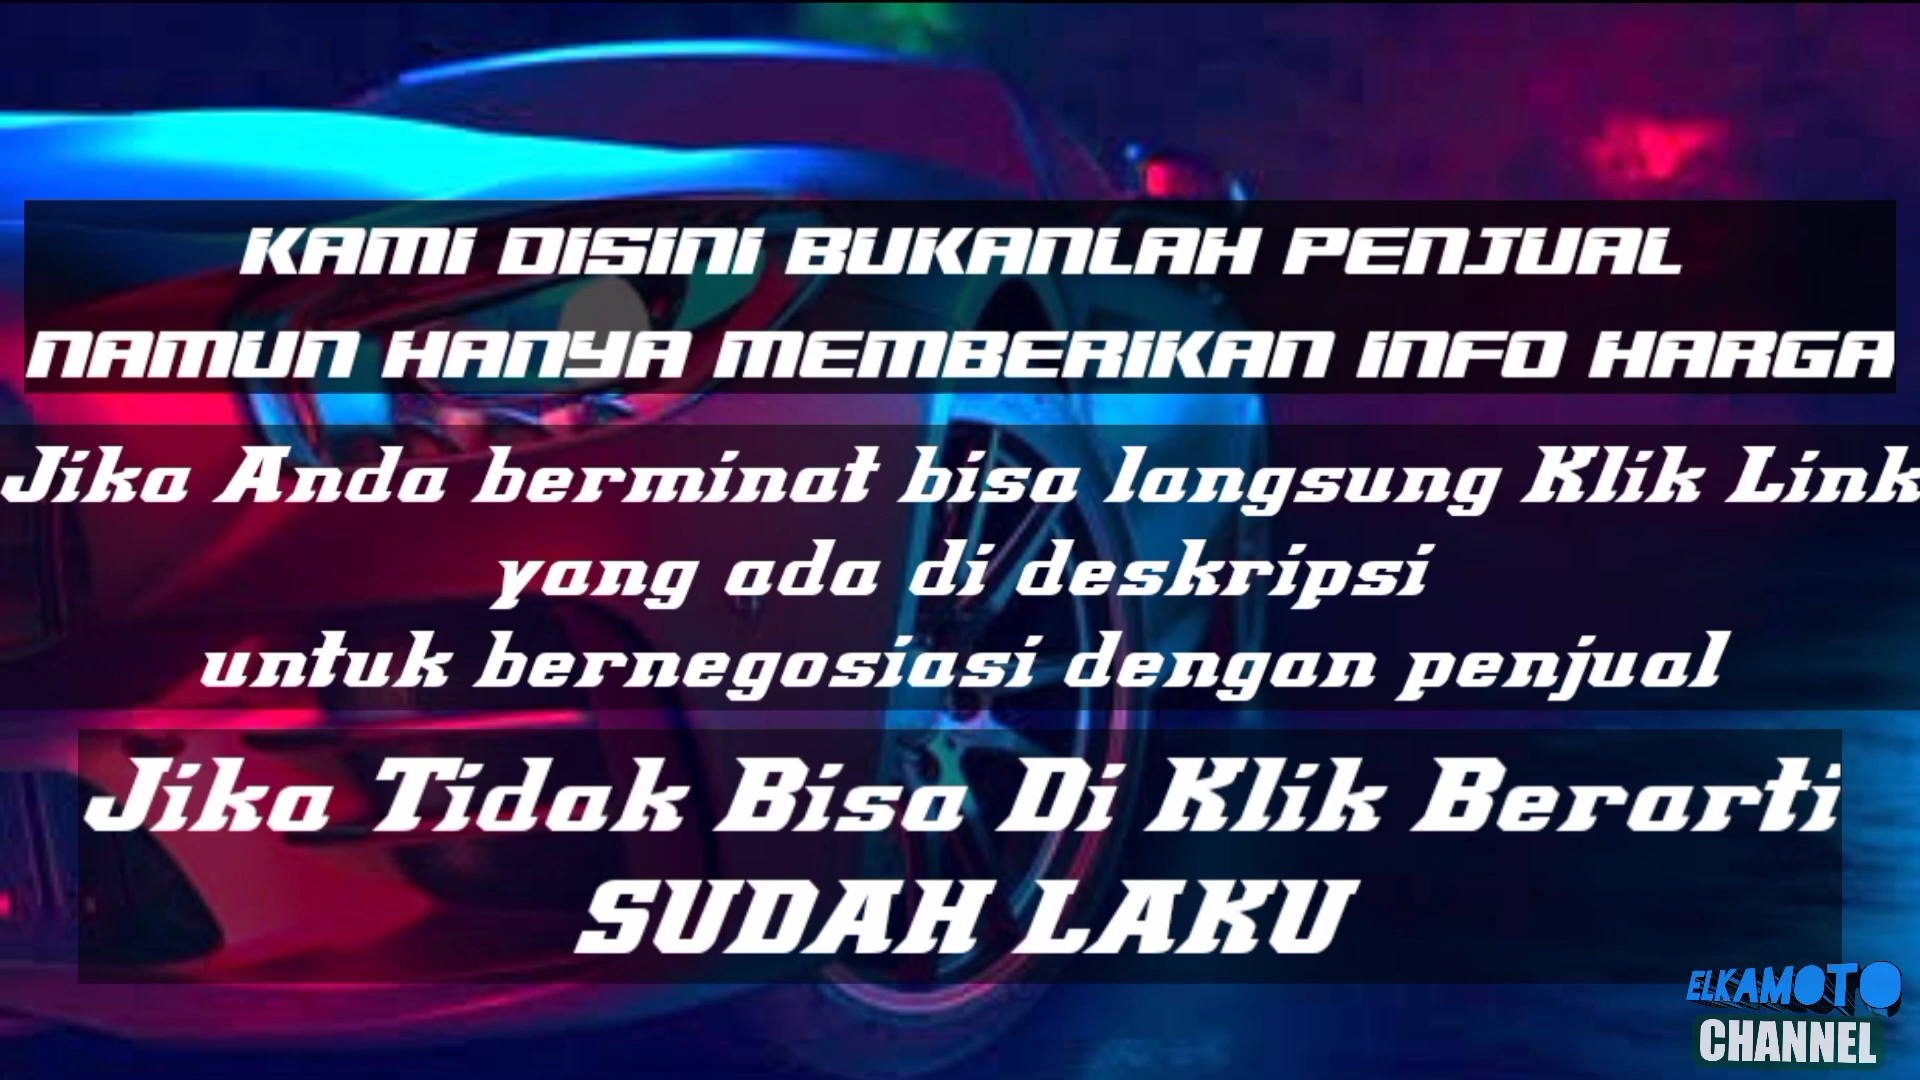 KAMI DISINI BUKANLAH PENJUAL
NAMUN HANYA MEMBERIKAN INFO HARGA
Jika Anda berminat bisa langsung Klik Link
yang ada di deskripsi
untuk bernegosiasi dengan penjual
Jika Tidak Bisa Di Klik Berarti
SUDAH LAKU
ELKAMOTO
CHANNEL